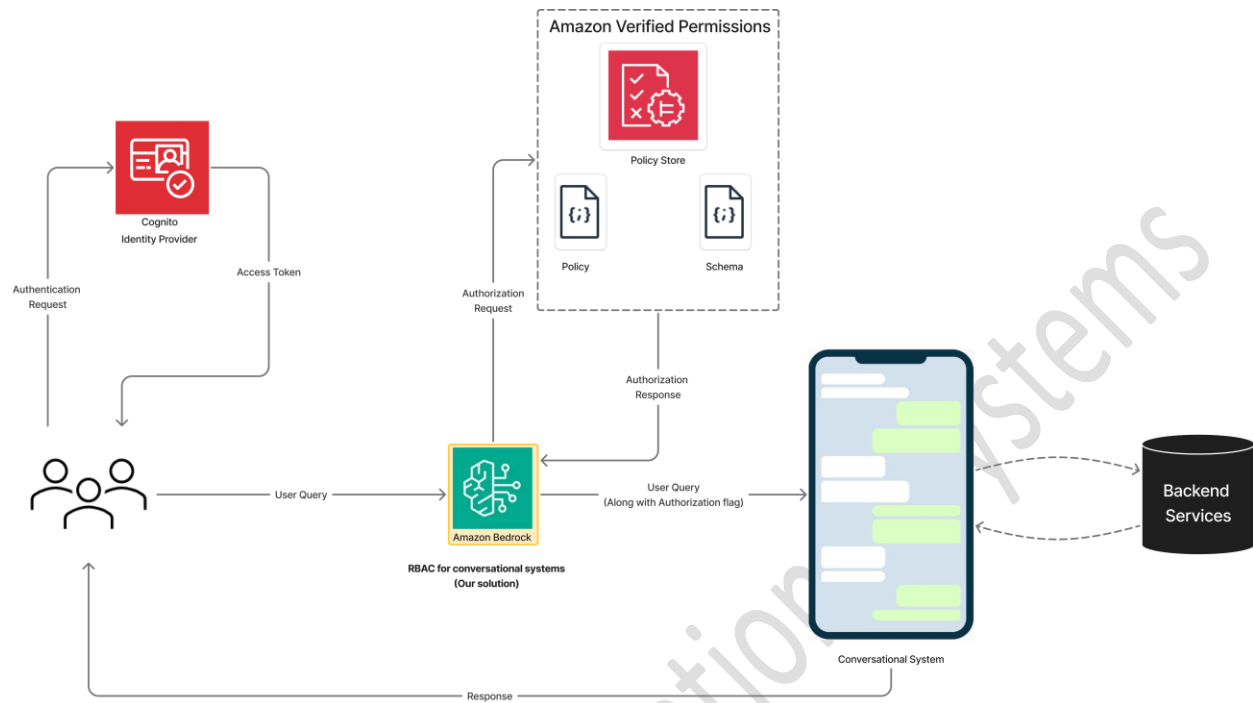 Amazon Verified Permissions
Policy Store
{;}
{;}
Policy
Schema
Cognito
Identity Provider
Authentication
Request
Access Token
Authorization
Request
Authorization
Response
User Query
Amazon Bedrock
RBAC for conversational systems
(Our solution)
User Query
(Along with Authorization flag)
Conversational System
Backend
Services
Response